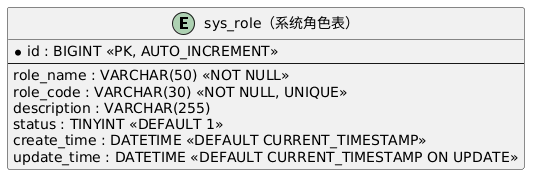 E sys_role（系统角色表）
id : BIGINT «PK, AUTO_INCREMENT»
role_name : VARCHAR(50) «NOT NULL»
role_code : VARCHAR(30) «NOT NULL, UNIQUE»
description : VARCHAR(255)
status : TINYINT «DEFAULT 1»
create_time : DATETIME «DEFAULT CURRENT_TIMESTAMP»
update_time : DATETIME «DEFAULT CURRENT_TIMESTAMP ON UPDATE»